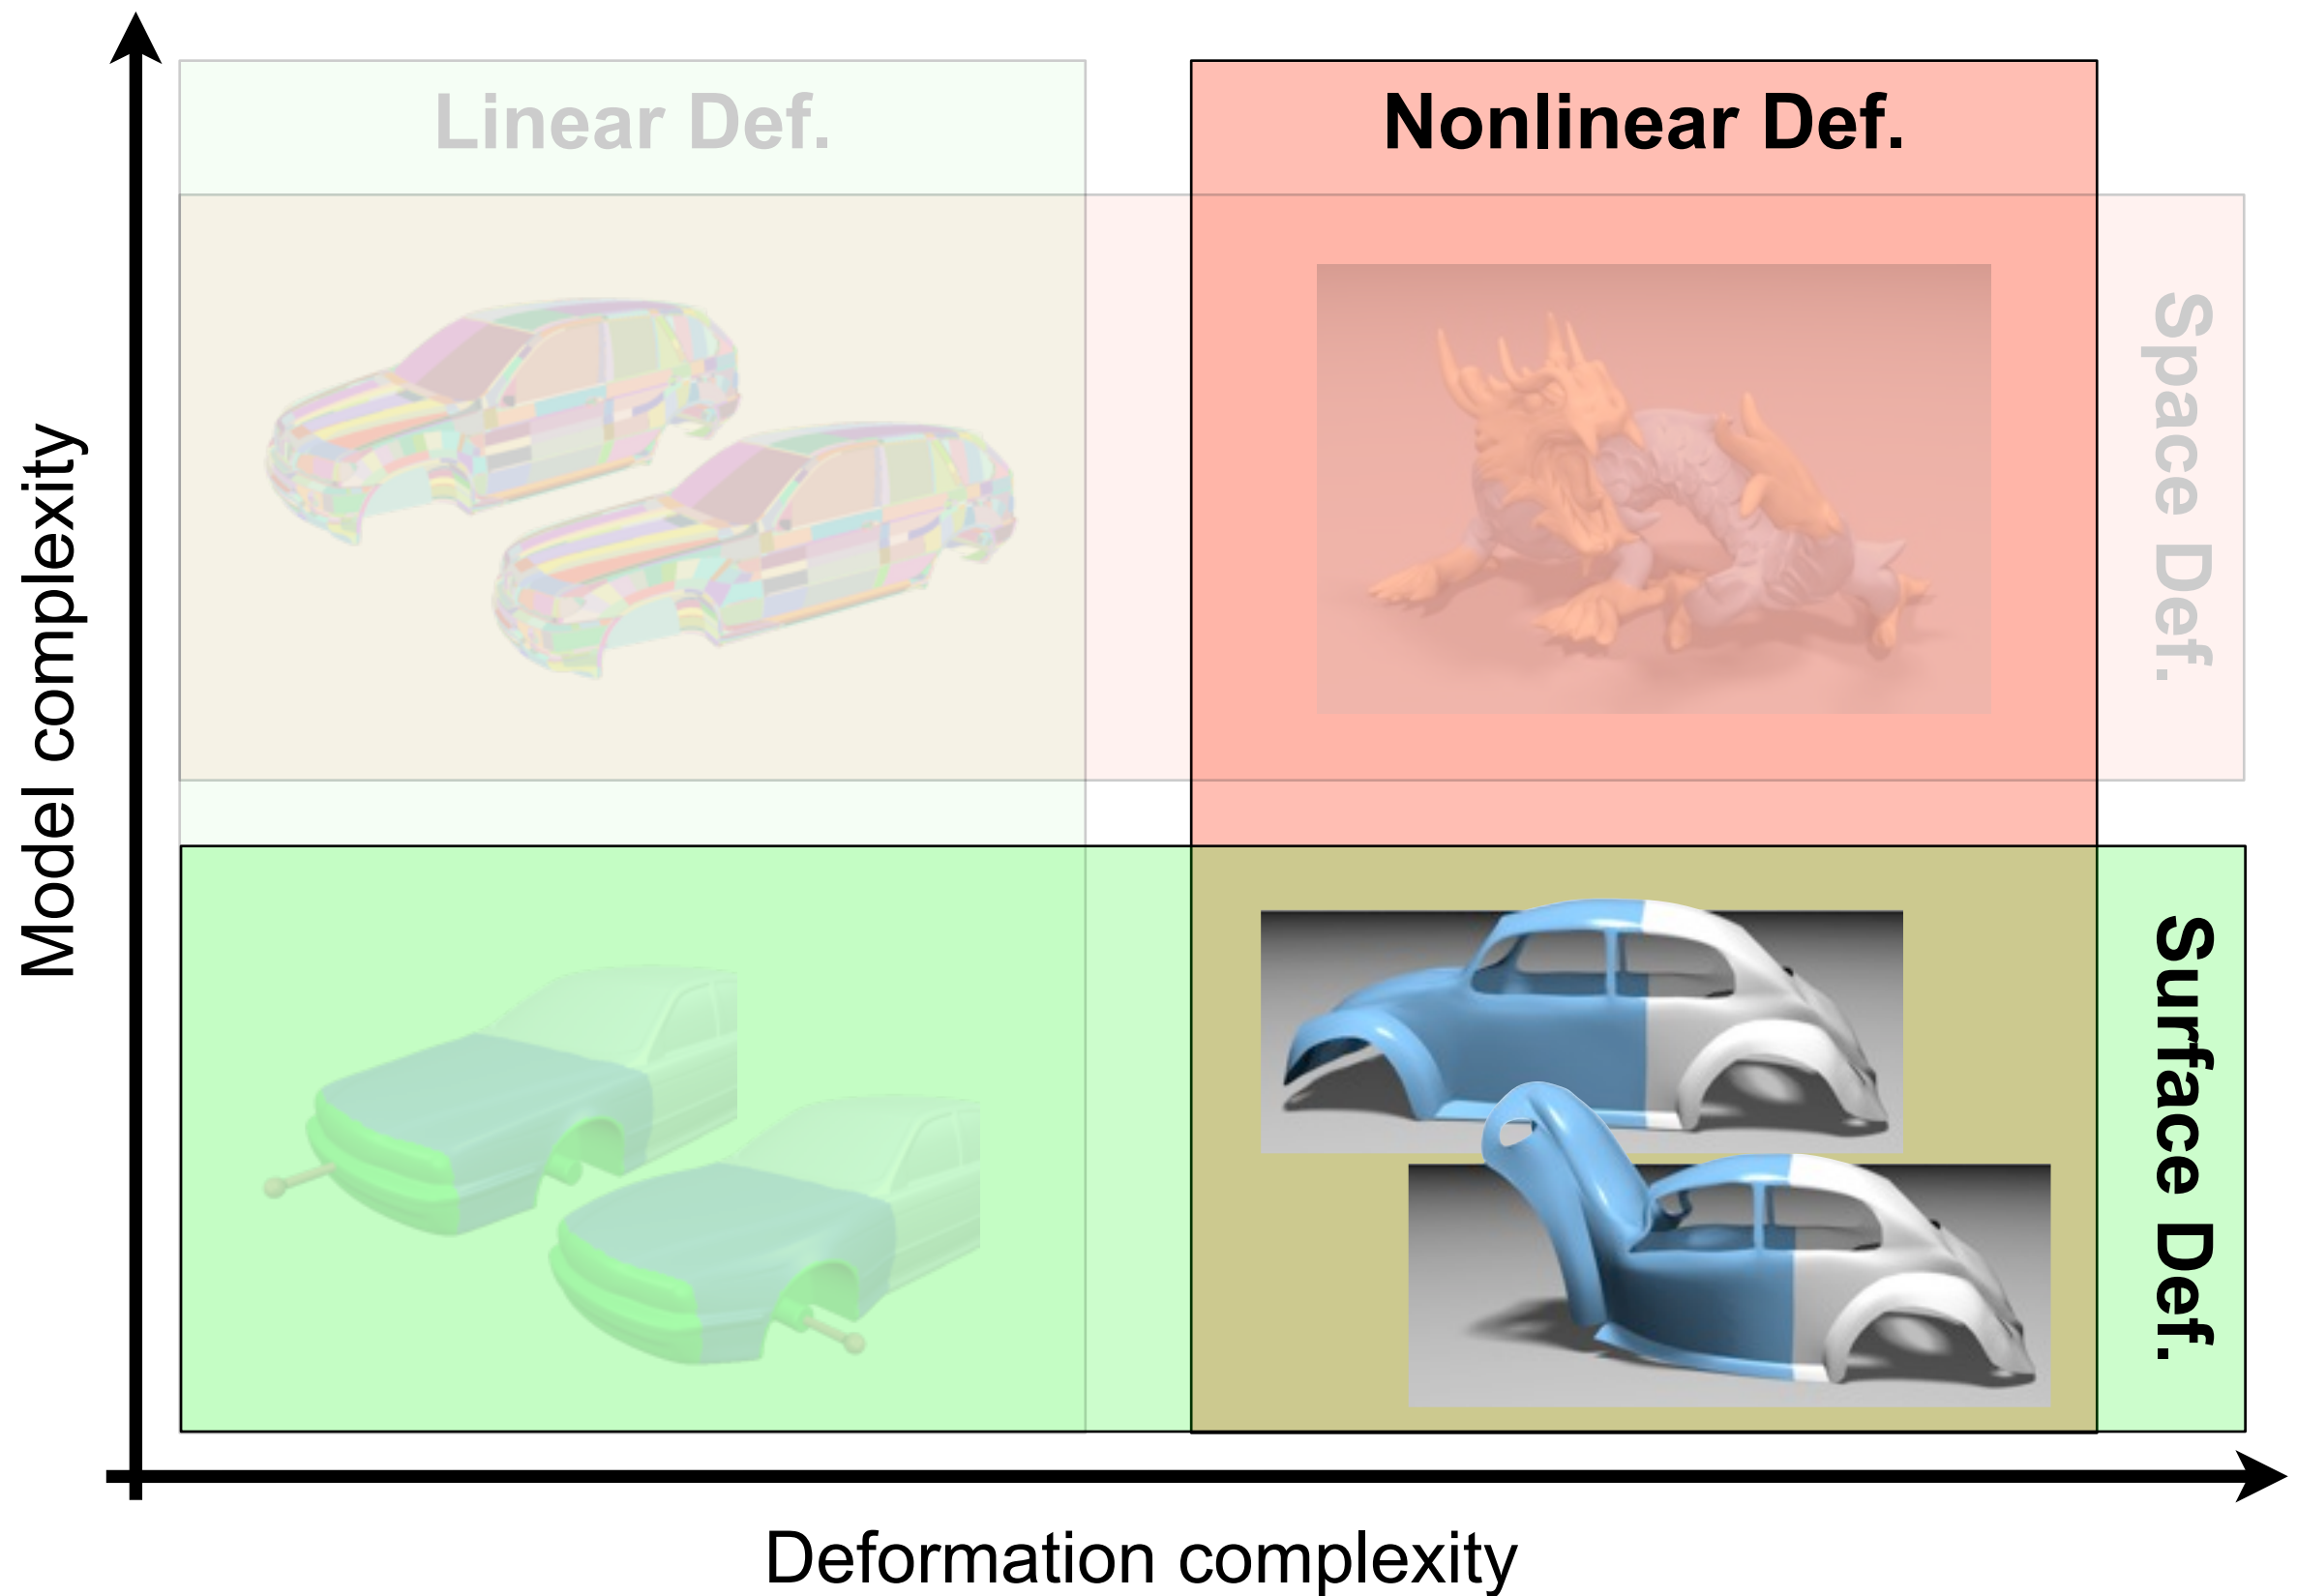 Linear Def.
Nonlinear Def.
Space Def.
Surface Def.
Model complexity
Deformation complexity